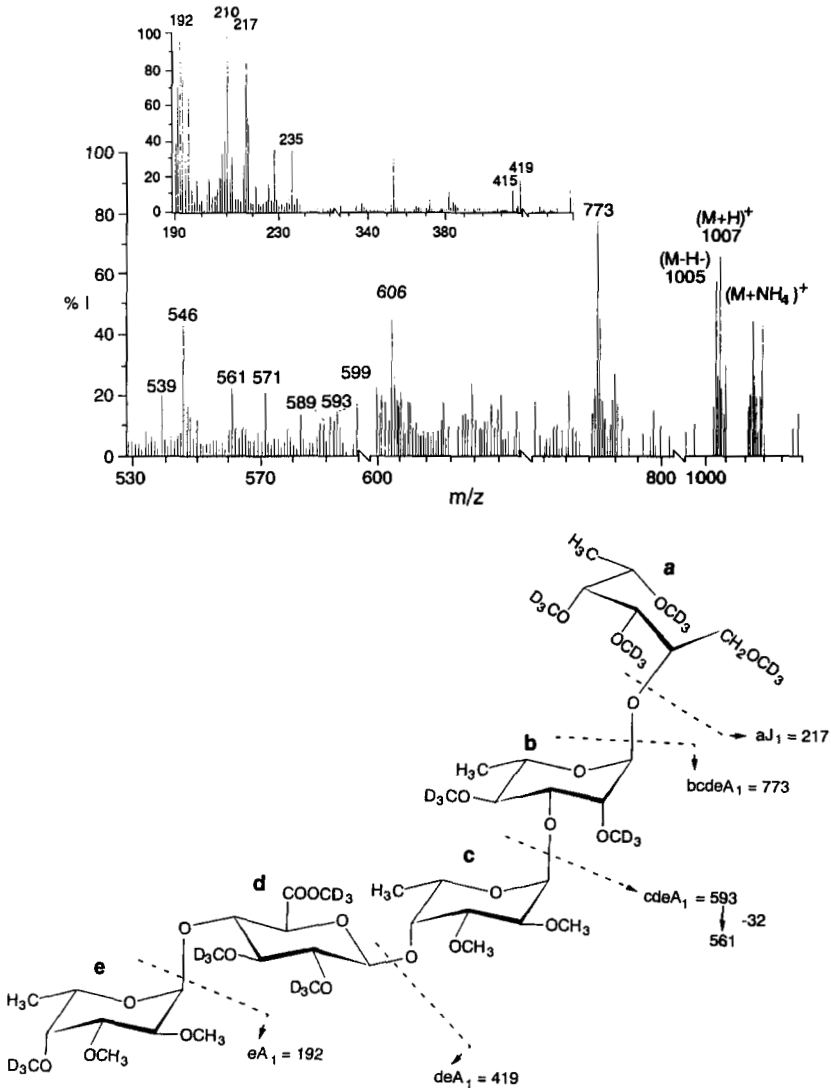 192
210
217
235
415
419
100
80
60
40
20
0
190
230
340
380
100
80
60
40
20
0
% I
539
546
561
571
589
593
599
606
773
(M-H-)
1005
(M+H)+
1007
(M+NH4)+
530
570
600
800
1000
m/z
a
H3C
D3CO
OCD3
OCD3
CH2OCD3
O
aJ1 = 217
b
bcdeA1 = 773
H3C
O
D3CO
O
OCD3
c
cdeA1 = 593
-32
561
H3C
O
OCH3
OCH3
d
COOCD3
O
O
D3CO
D3CO
O
e
H3C
O
OCH3
OCH3
D3CO
eA1 = 192
deA1 = 419